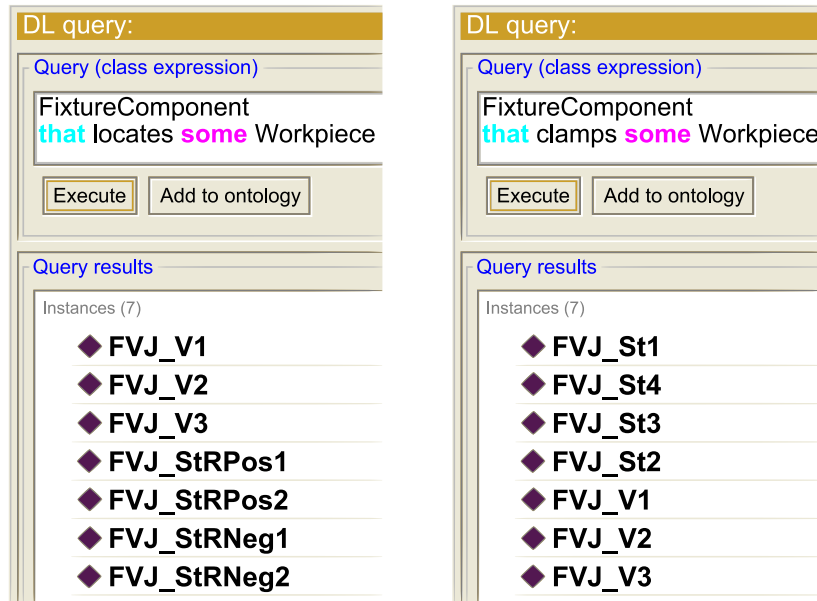 DL query:
Query (class expression)
FixtureComponent
that locates some Workpiece
Execute
Add to ontology
Query results
Instances (7)
FVJ_V1
FVJ_V2
FVJ_V3
FVJ_StRPos1
FVJ_StRPos2
FVJ_StRNeg1
FVJ_StRNeg2
DL query:
Query (class expression)
FixtureComponent
that clamps some Workpiece
Execute
Add to ontology
Query results
Instances (7)
FVJ_St1
FVJ_St4
FVJ_St3
FVJ_St2
FVJ_V1
FVJ_V2
FVJ_V3